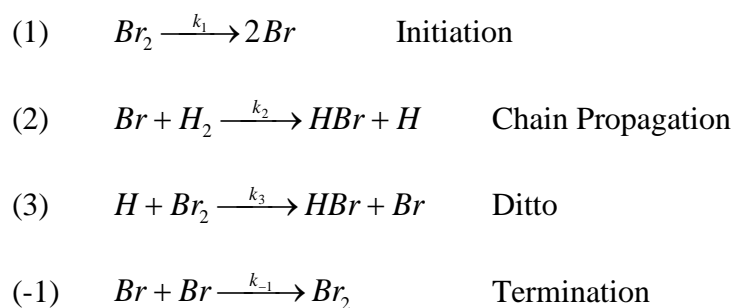 (1) Br₂ —k₁→ 2Br Initiation
(2) Br + H₂ —k₂→ HBr + H Chain Propagation
(3) H + Br₂ —k₃→ HBr + Br Ditto
(-1) Br + Br —k₋₁→ Br₂ Termination